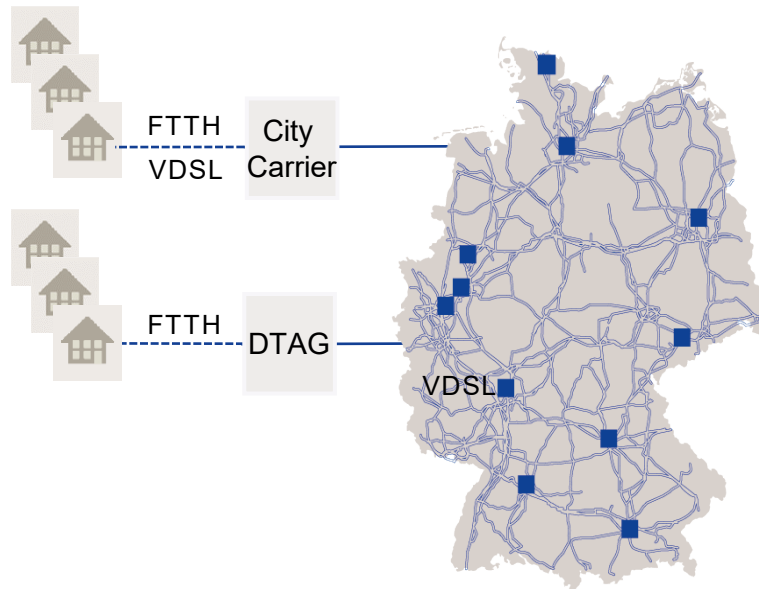 FTTH
VDSL
City
Carrier
FTTH
DTAG
VDSL